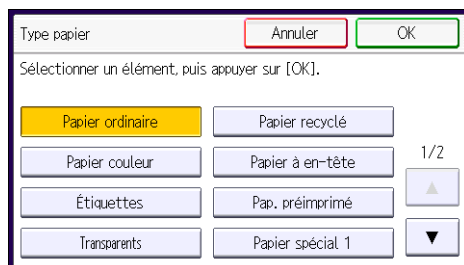 Type papier
Annuler
OK
Sélectionner un élément, puis appuyer sur [OK].
Papier ordinaire
Papier recyclé
Papier couleur
Papier à en-tête
1/2
Étiquettes
Pap. préimprimé
Transparents
Papier spécial 1